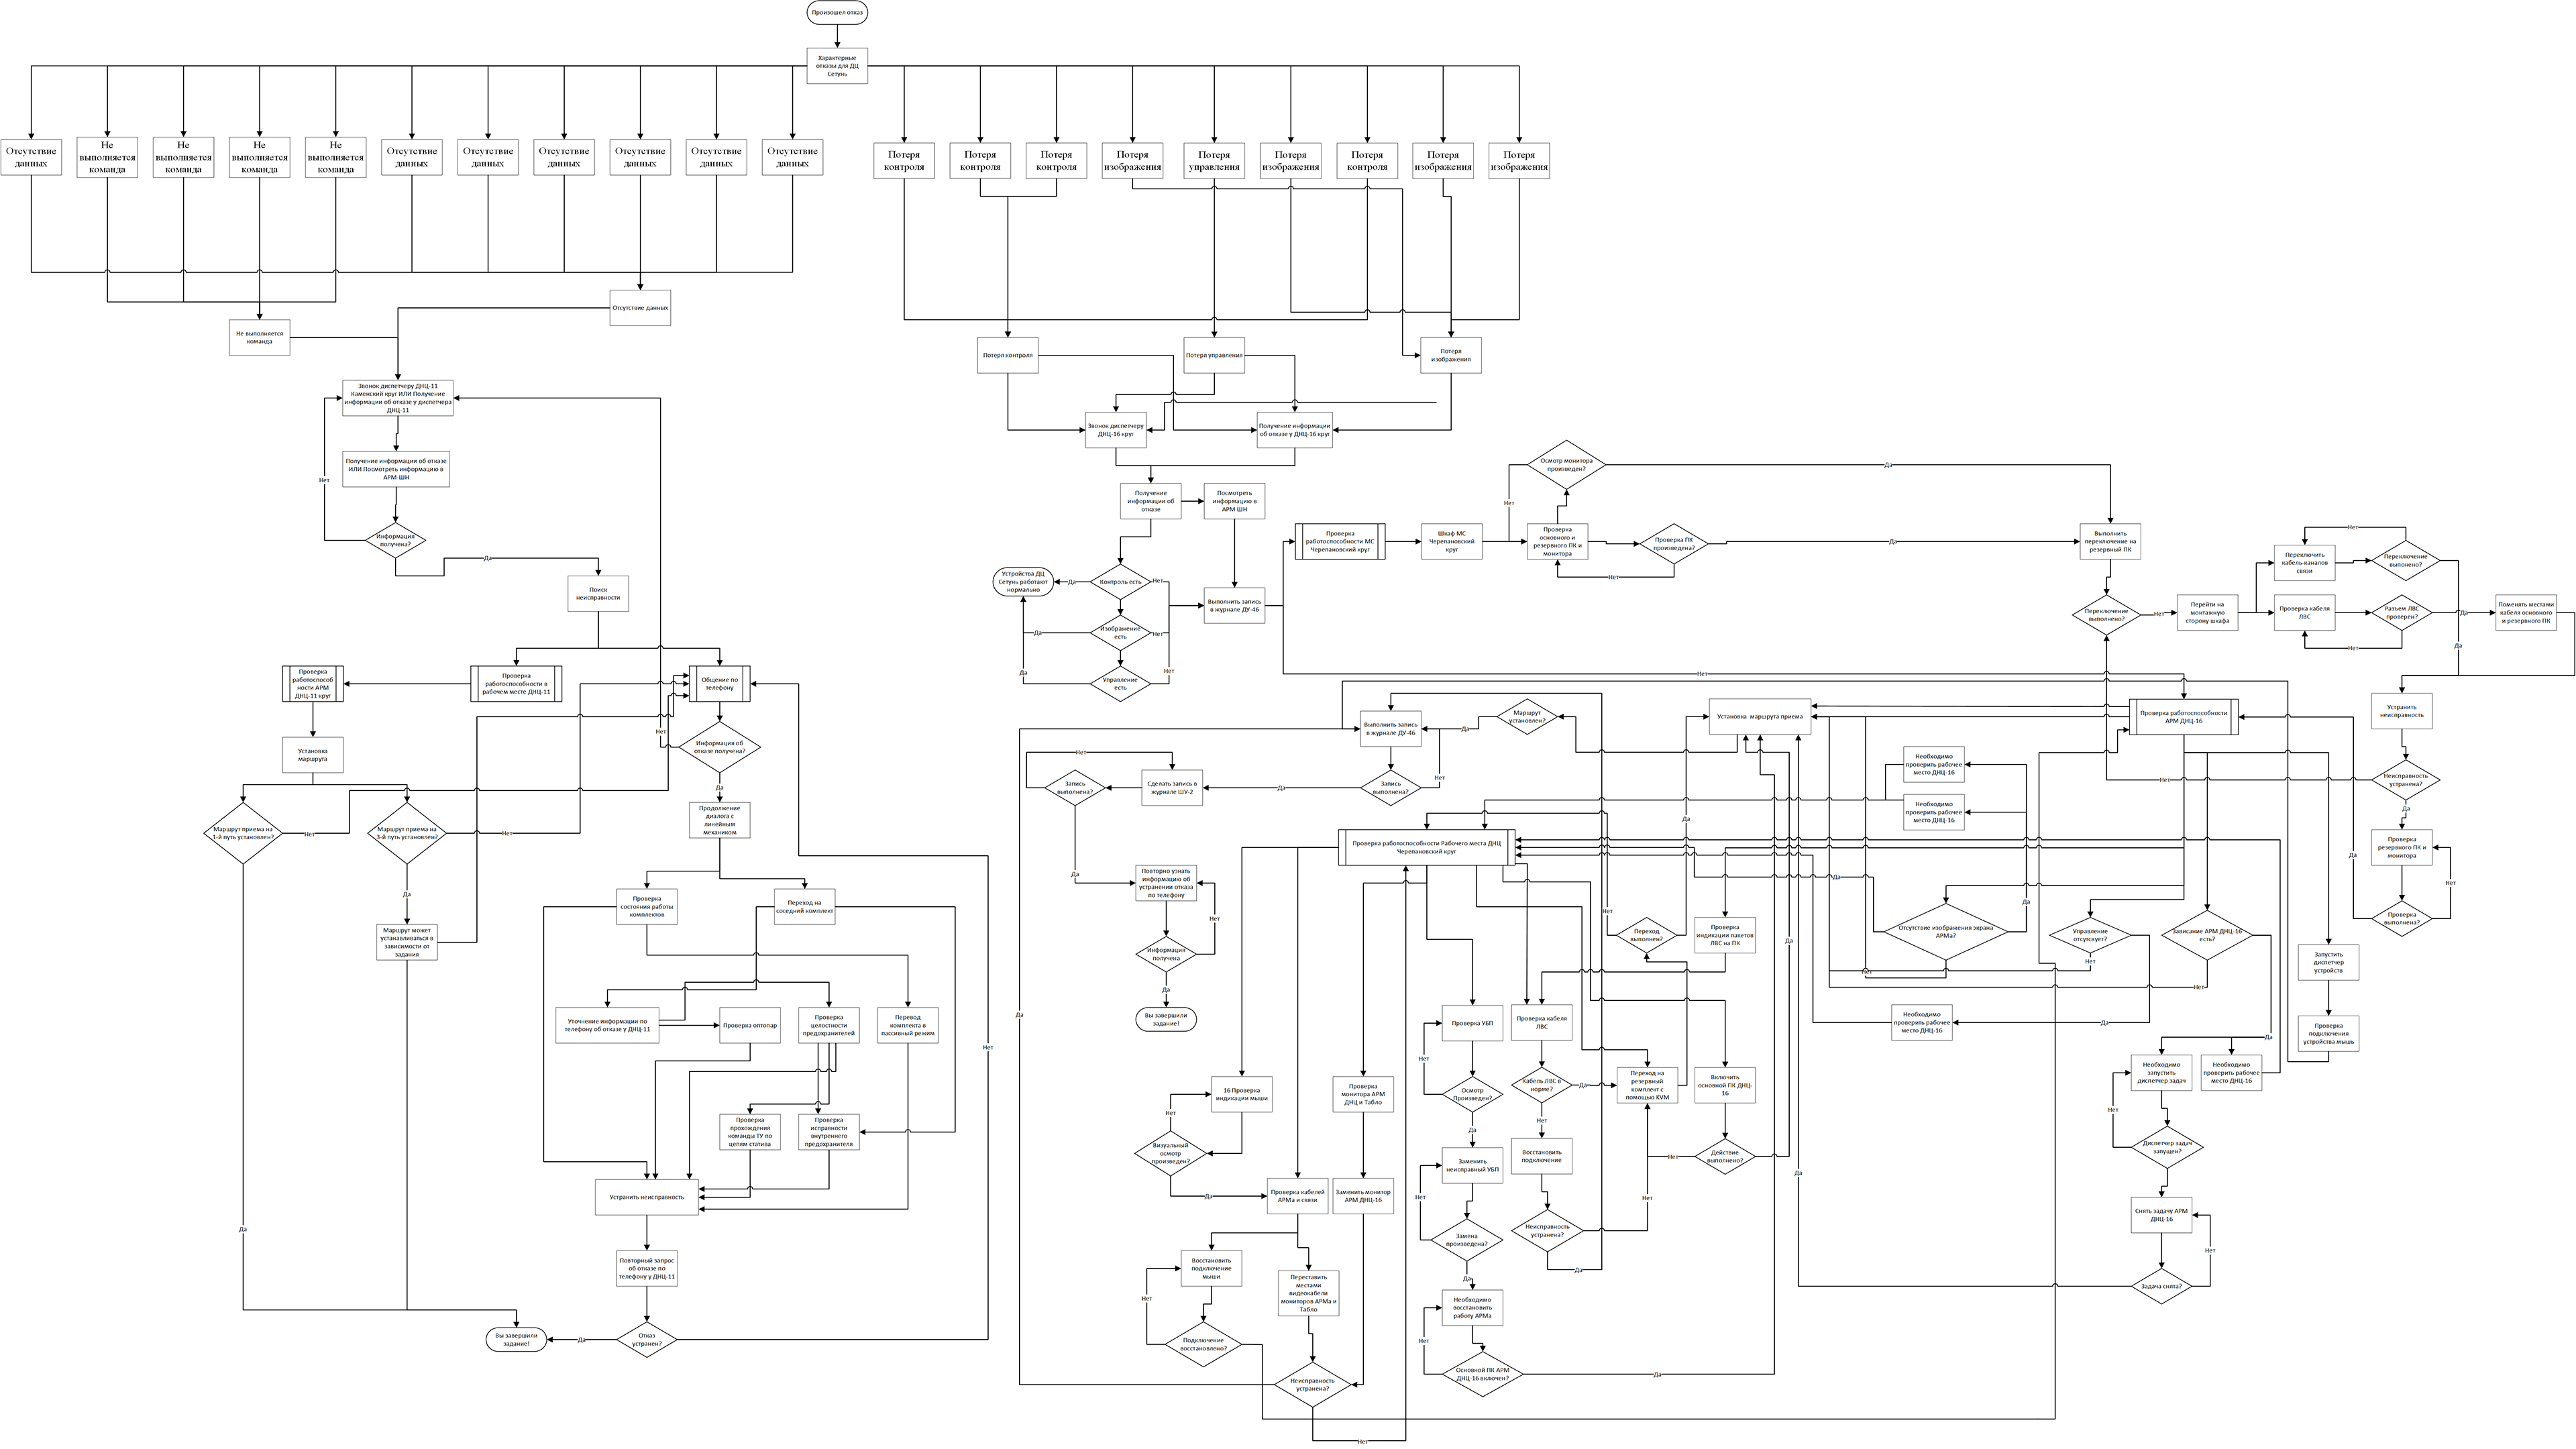 Произошел отказ
Характерные
отказы для ДЦ
Сетунь
Отсутствие
данных
Не
выполняется
команда
Не
выполняется
команда
Не
выполняется
команда
Не
выполняется
команда
Отсутствие
данных
Отсутствие
данных
Отсутствие
данных
Отсутствие
данных
Отсутствие
данных
Отсутствие
данных
Потеря
контроля
Потеря
контроля
Потеря
контроля
Потеря
изображения
Потеря
управления
Потеря
изображения
Потеря
контроля
Потеря
изображения
Потеря
изображения
Отсутствие данных
Не выполняется
команда
Звонок диспетчеру ДНЦ-11
Каменский круг ИЛИ Получение
информации об отказе у диспетчера
ДНЦ-11
Получение информации об отказе
ИЛИ Посмотреть информацию в
АРМ-ШН
Нет
Информация
получена?
Да
Поиск
неисправности
Проверка
работоспособ
ности АРМ
ДНЦ-11 круг
Проверка
работоспособности в
рабочем месте ДНЦ-11
Общение по
телефону
Нет
Информация об
отказе получена?
Да
Установка
маршрута
Маршрут приема на
1-й путь установлен?
Нет
Маршрут приема на
3-й путь установлен?
Нет
Да
Маршрут может
устанавливаться в
зависимости от
задания
Продолжение
диалога с
линейным
механиком
Проверка
состояния работы
комплектов
Переход на
соседний комплект
Уточнение информации по
телефону об отказе у ДНЦ-11
Проверка оптопар
Проверка
целостности
предохранителей
Перевод
комплекта в
пассивный режим
Нет
Проверка
прохождения
команды ТУ по
цепям статива
Проверка
исправности
внутреннего
предохранителя
Устранить неисправность
Да
Повторный запрос
об отказе по
телефону у ДНЦ-11
Отказ
устранен?
Да
Вы завершили
задание!
Потеря контроля
Потеря управления
Потеря
изображения
Звонок диспетчеру
ДНЦ-16 круг
Получение информации
об отказе у ДНЦ-16 круг
Получение
информации об
отказе
Посмотреть
информацию в
АРМ ШН
Устройства ДЦ
Сетунь работают
нормально
Да
Контроль есть
Нет
Да
Изображение
есть
Нет
Да
Управление
есть
Нет
Выполнить запись
в журнале ДУ-46
Проверка
работоспособности МС
Черепановский круг
Шкаф МС
Черепановский
круг
Нет
Осмотр монитора
произведен?
Да
Проверка
основного и
резервного ПК и
монитора
Проверка ПК
произведена?
Нет
Да
Выполнить
переключение на
резервный ПК
Переключение
выполнено?
Нет
Перейти на
монтажную
сторону шкафа
Нет
Переключить
кабель-каналов
связи
Переключение
выполнено?
Проверка кабеля
ЛВС
Разъем ЛВС
проверен?
Да
Нет
Да
Поменять местами
кабеля основного
и резервного ПК
Устранить
неисправность
Неисправность
устранена?
Нет
Да
Проверка
резервного ПК и
монитора
Нет
Да
Проверка
выполнена?
Нет
Выполнить запись
в журнале ДУ-46
Да
Маршрут
установлен?
Установка маршрута приема
Проверка работоспособности
АРМ ДНЦ-16
Нет
Запись
выполнена?
Да
Сделать запись в
журнале ШУ-2
Нет
Запись
выполнена?
Да
Повторно узнать
информацию об
устранении отказа
по телефону
Нет
Информация
получена
Да
Вы завершили
задание!
Да
Проверка работоспособности Рабочего места ДНЦ
Черепановский круг
Необходимо
проверить рабочее
место ДНЦ-16
Необходимо
проверить рабочее
место ДНЦ-16
Да
Да
Да
Нет
Переход
выполнен?
Проверка
индикации пакетов
ЛВС на ПК
Да
Отсутствие изображения экрана
АРМа?
Нет
Управление
отсутсвует?
Нет
Да
Зависание АРМ ДНЦ-16
есть?
Нет
Да
Необходимо
проверить рабочее
место ДНЦ-16
Запустить
диспетчер
устройств
Проверка
подключения
устройства мышь
Необходимо
запустить
диспетчер задач
Необходимо
проверить рабочее
место ДНЦ-16
Нет
Диспетчер задач
запущен?
Снять задачу АРМ
ДНЦ-16
Нет
Задача снята?
Да
Проверка УБП
Нет
Осмотр
Произведен?
Да
Заменить
неисправный УБП
Нет
Замена
произведена?
Да
Необходимо
восстановить
работу АРМа
Нет
Основной ПК АРМ
ДНЦ-16 включен?
Да
Проверка кабеля
ЛВС
Кабель ЛВС в
норме?
Да
Нет
Восстановить
подключение
Неисправность
устранена?
Нет
Да
Переход на
резервный
комплект с
помощью KVM
Включить
основной ПК ДНЦ-
16
Действие
выполнено?
Нет
16 Проверка
индикации мыши
Нет
Визуальный
осмотр
произведен?
Да
Проверка кабелей
АРМа и связи
Проверка
монитора АРМ
ДНЦ и Табло
Заменить монитор
АРМ ДНЦ-16
Восстановить
подключение
мыши
Нет
Подключение
восстановлено?
Переставить
местами
видеокабели
мониторов АРМа и
Табло
Неисправность
устранена?
Нет
Да